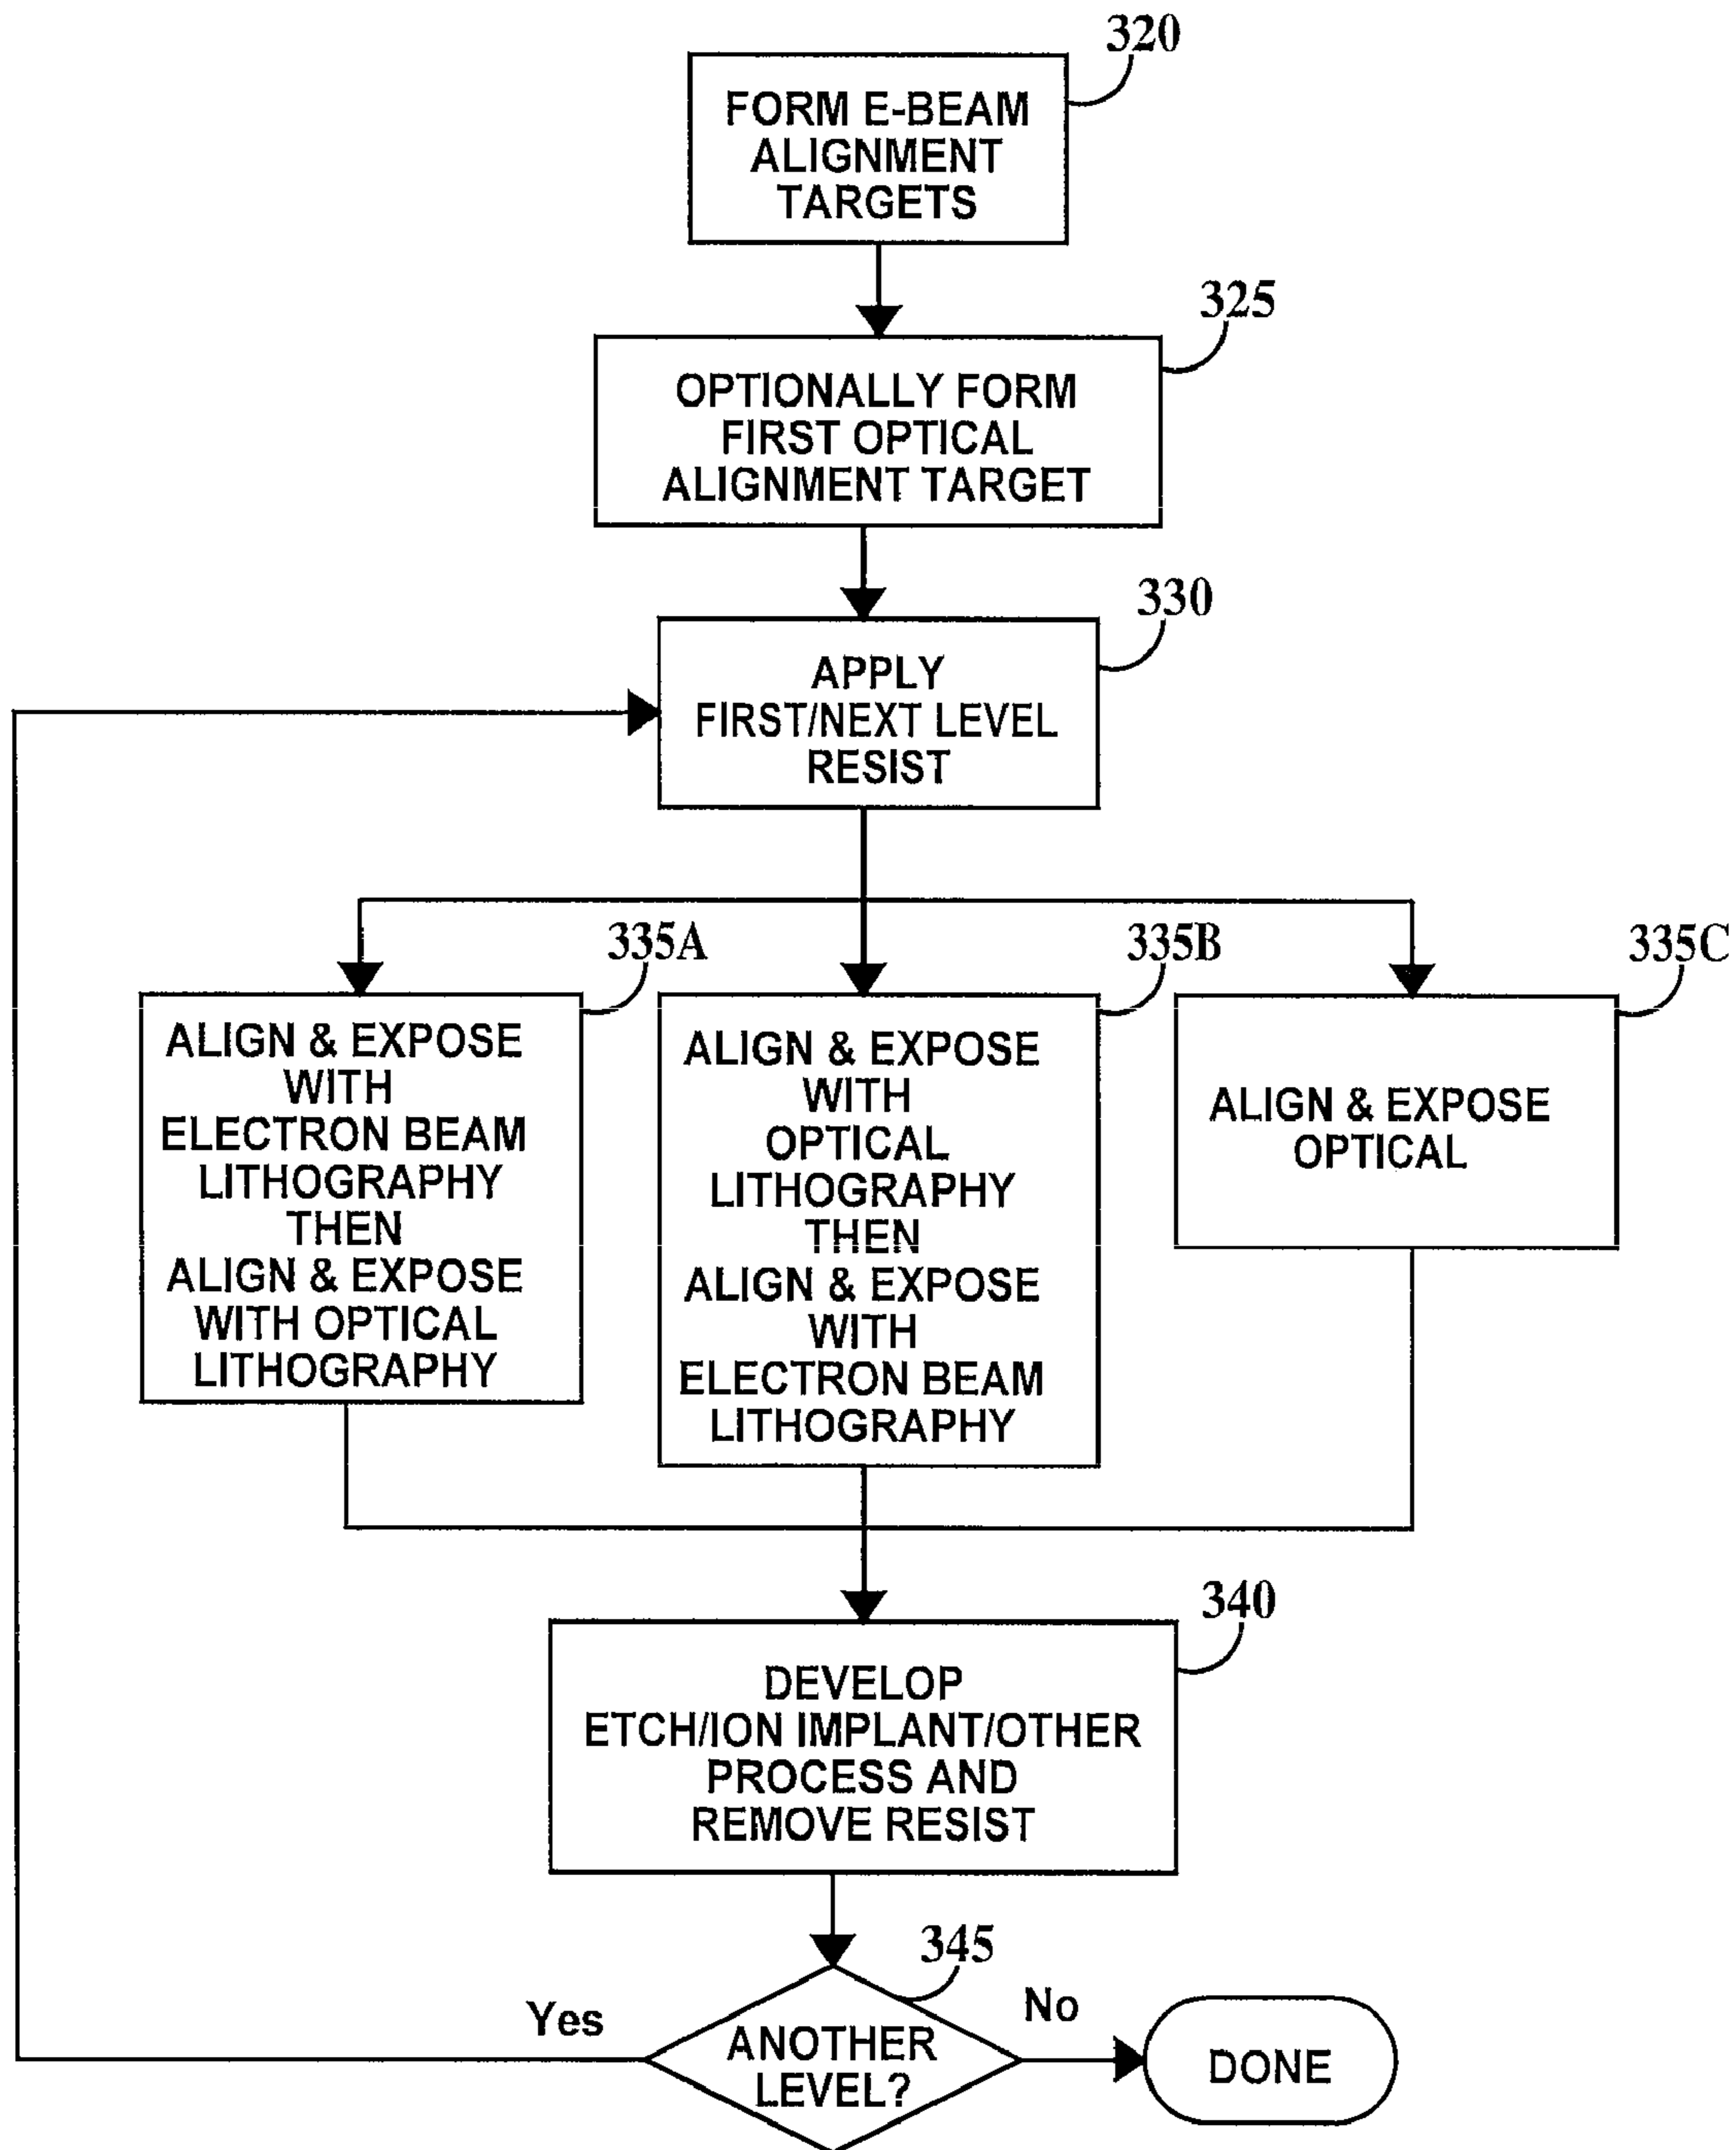 320
FORM E-BEAM
ALIGNMENT
TARGETS
325
OPTIONALLY FORM
FIRST OPTICAL
ALIGNMENT TARGET
330
APPLY
FIRST/NEXT LEVEL
RESIST
335A
ALIGN & EXPOSE
WITH
ELECTRON BEAM
LITHOGRAPHY
THEN
ALIGN & EXPOSE
WITH OPTICAL
LITHOGRAPHY
335B
ALIGN & EXPOSE
WITH
OPTICAL
LITHOGRAPHY
THEN
ALIGN & EXPOSE
WITH
ELECTRON BEAM
LITHOGRAPHY
335C
ALIGN & EXPOSE
OPTICAL
340
DEVELOP
ETCH/ION IMPLANT/OTHER
PROCESS AND
REMOVE RESIST
345
Yes
ANOTHER
LEVEL?
No
DONE